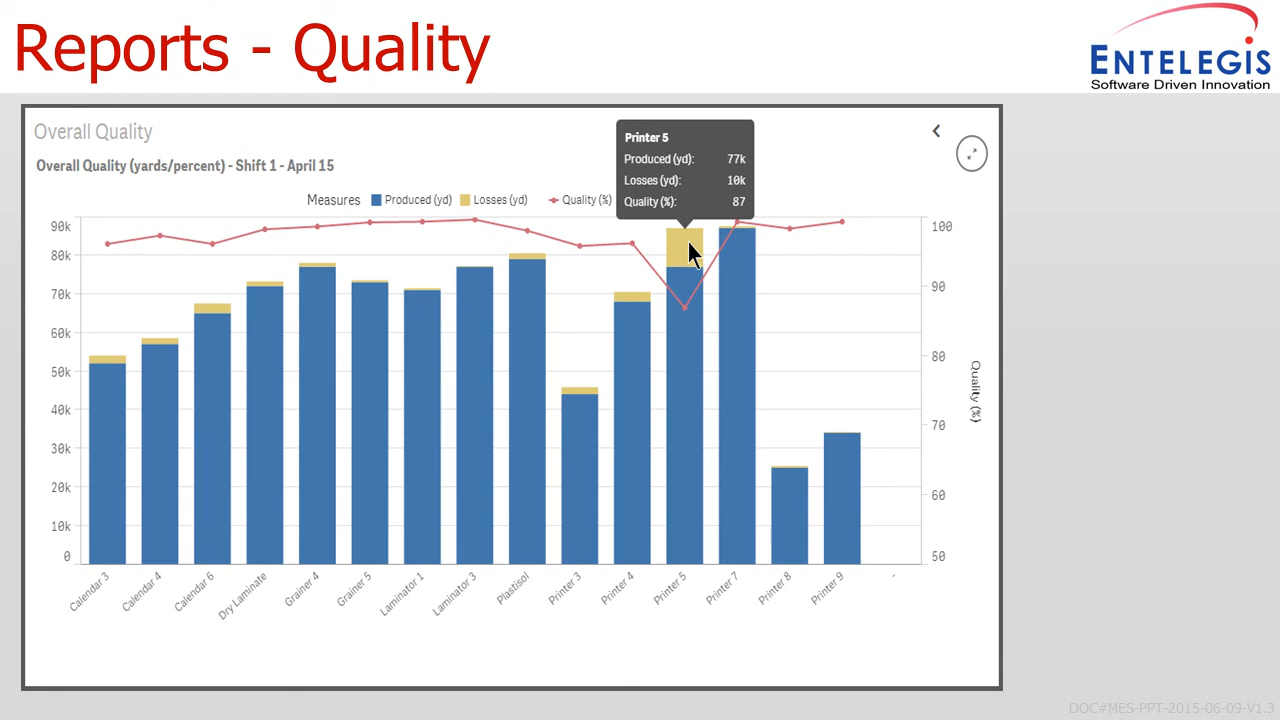 Reports - Quality
ENTELEGIS
Software Driven Innovation
Overall Quality
Overall Quality (yards/percent) - Shift 1 - April 15
Measures Produced (yd) Losses (yd) Quality (%)
Printer 5
Produced (yd): 77k
Losses (yd): 10k
Quality (%): 87
90k
80k
70k
60k
50k
40k
30k
20k
10k
0
100
90
80
70
60
50
Quality (%)
Calendar 3
Calendar 4
Calendar 6
Dry Laminate
Grainer 4
Grainer 5
Laminator 1
Laminator 3
Plastisol
Printer 3
Printer 4
Printer 5
Printer 7
Printer 8
Printer 9
-
DOC#MES-PPT-2015-06-09-V1.3